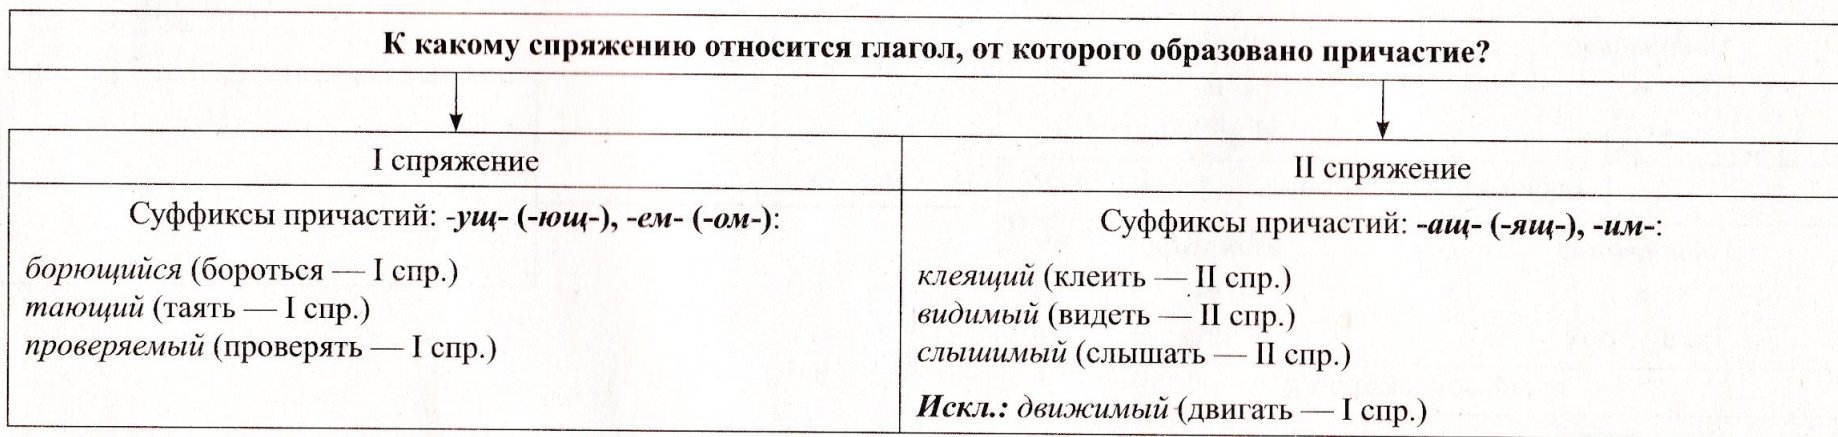 К какому спряжению относится глагол, от которого образовано причастие?
I спряжение
Суффиксы причастий: -ущ- (-ющ-), -ем- (-ом-):
борющийся (бороться — I спр.)
тающий (таять — I спр.)
проверяемый (проверять — I спр.)
II спряжение
Суффиксы причастий: -ащ- (-ящ-), -им-:
клеящий (клеить — II спр.)
видимый (видеть — II спр.)
слышимый (слышать — II спр.)
Искл.: движимый (двигать — I спр.)